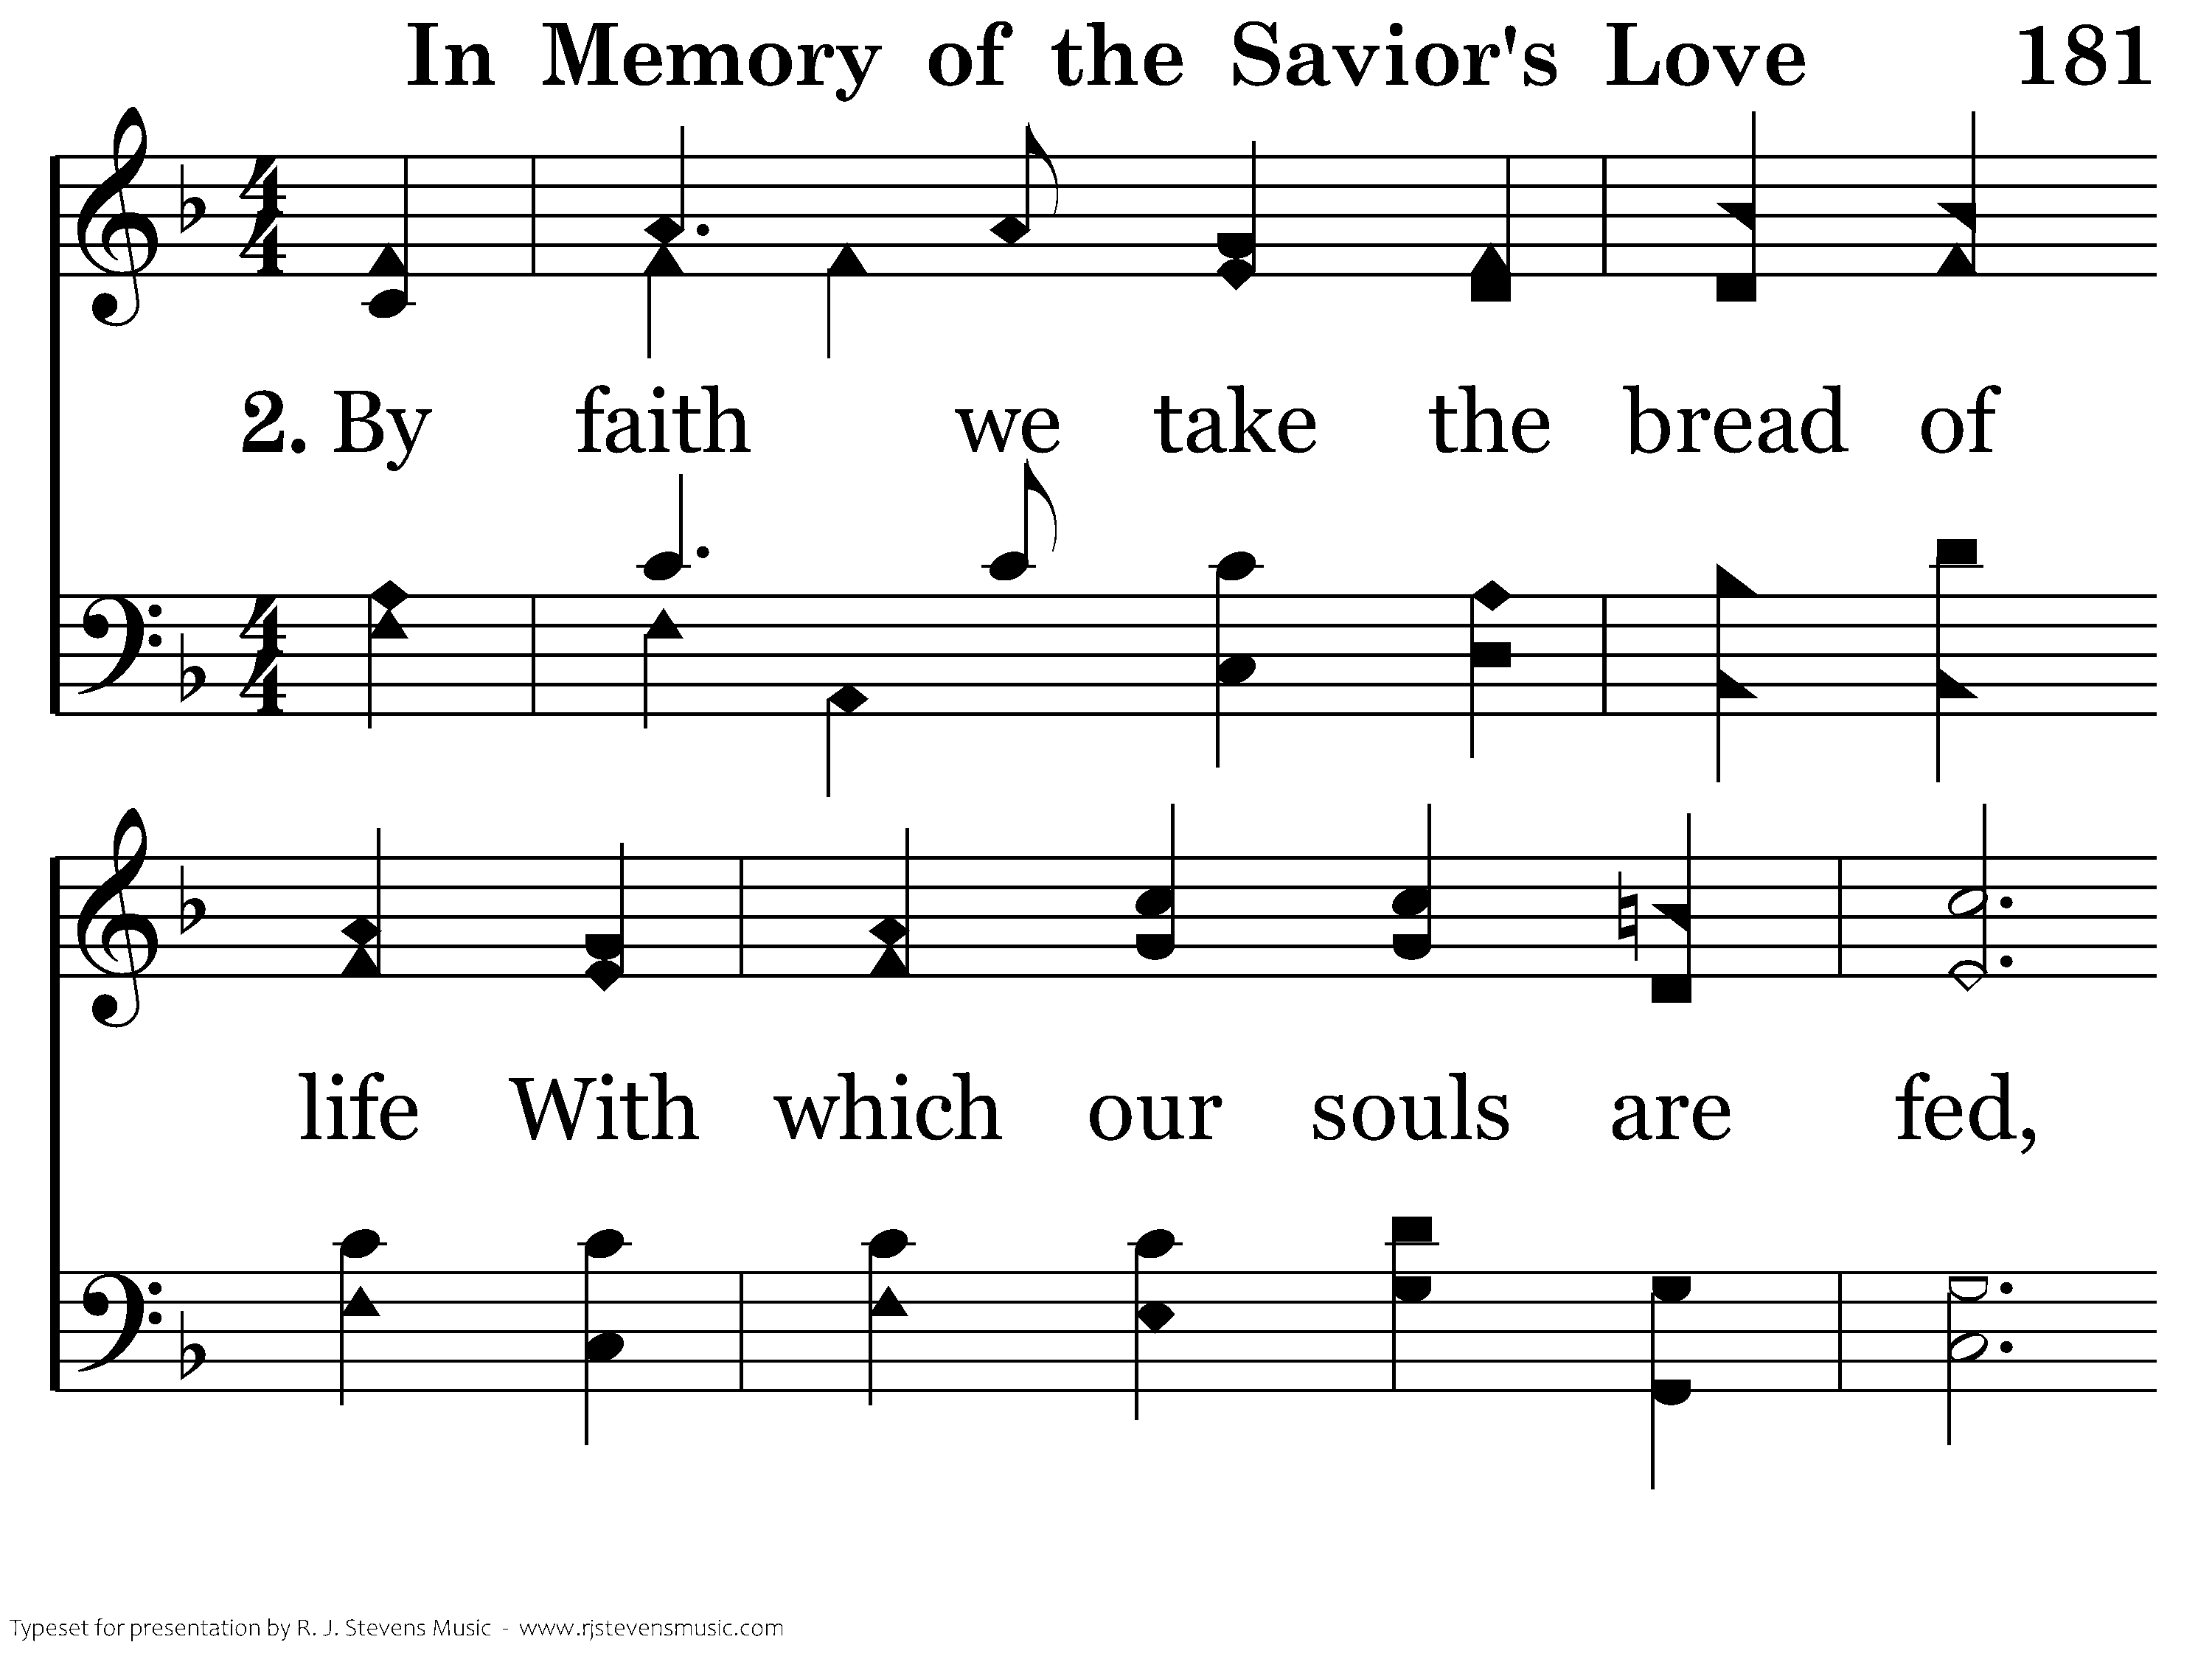 In Memory of the Savior's Love 181
2. By faith we take the bread of
life With which our souls are fed,
Typeset for presentation by R. J. Stevens Music - www.rjstevensmusic.com